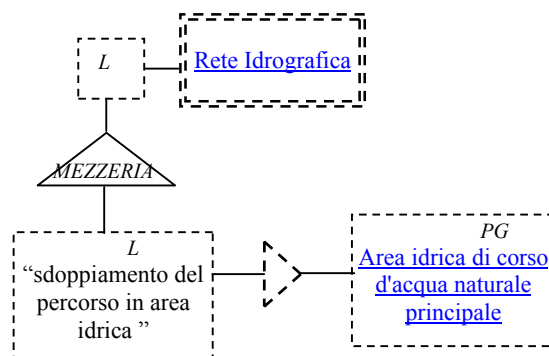 L
Rete Idrografica
MEZZERIA
L
“sdoppiamento del
percorso in area
idrica ”
PG
Area idrica di corso
d'acqua naturale
principale